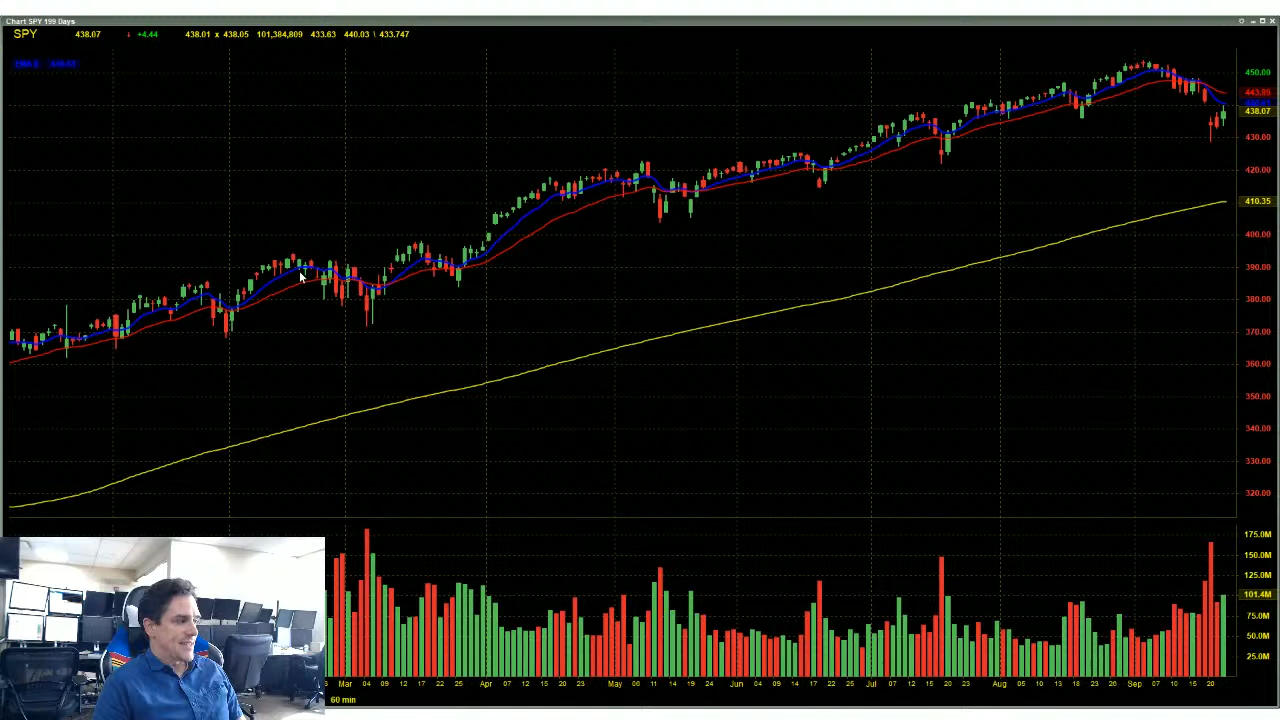 Chart SPY 199 Days
SPY 438.07 +4.44 438.01 x 438.05 101,384,809 433.63 440.03 \ 433.747
450.00
443.89
438.07
430.00
420.00
410.35
400.00
390.00
380.00
370.00
360.00
350.00
340.00
330.00
320.00
175.0M
150.0M
125.0M
101.4M
75.0M
50.0M
25.0M
Mar 04 09 12 17 22 25 Apr 07 12 15 20 23 May 06 11 14 19 24 Jun 04 09 14 17 22 25 Jul 07 12 15 20 23 Aug 05 10 13 18 23 26 Sep 07 10 15 20
60 min